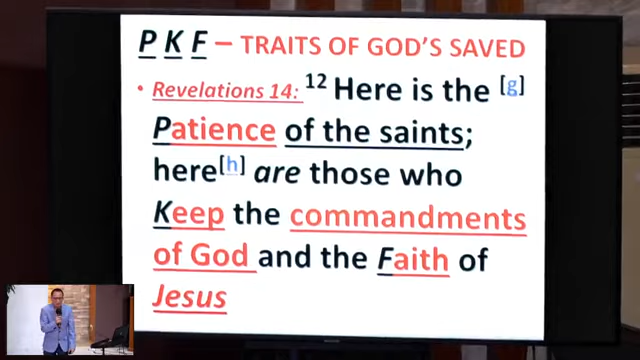 P K F – TRAITS OF GOD'S SAVED
• Revelations 14: 12 Here is the [g]
Patience of the saints;
here[h] are those who
Keep the commandments
of God and the Faith of
Jesus